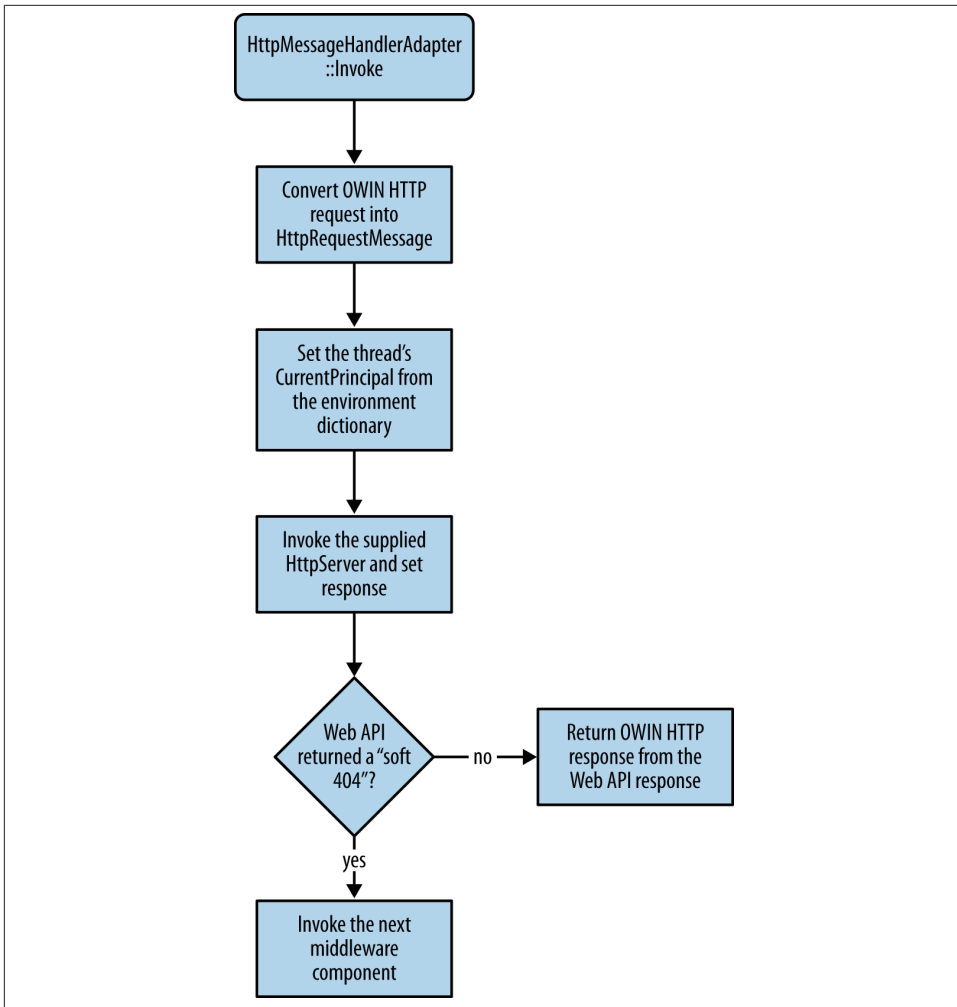 HttpMessageHandlerAdapter
::Invoke
Convert OWIN HTTP
request into
HttpRequestMessage
Set the thread’s
CurrentPrincipal from
the environment
dictionary
Invoke the supplied
HttpServer and set
response
Web API
returned a “soft
404”?
no
Return OWIN HTTP
response from the
Web API response
yes
Invoke the next
middleware
component